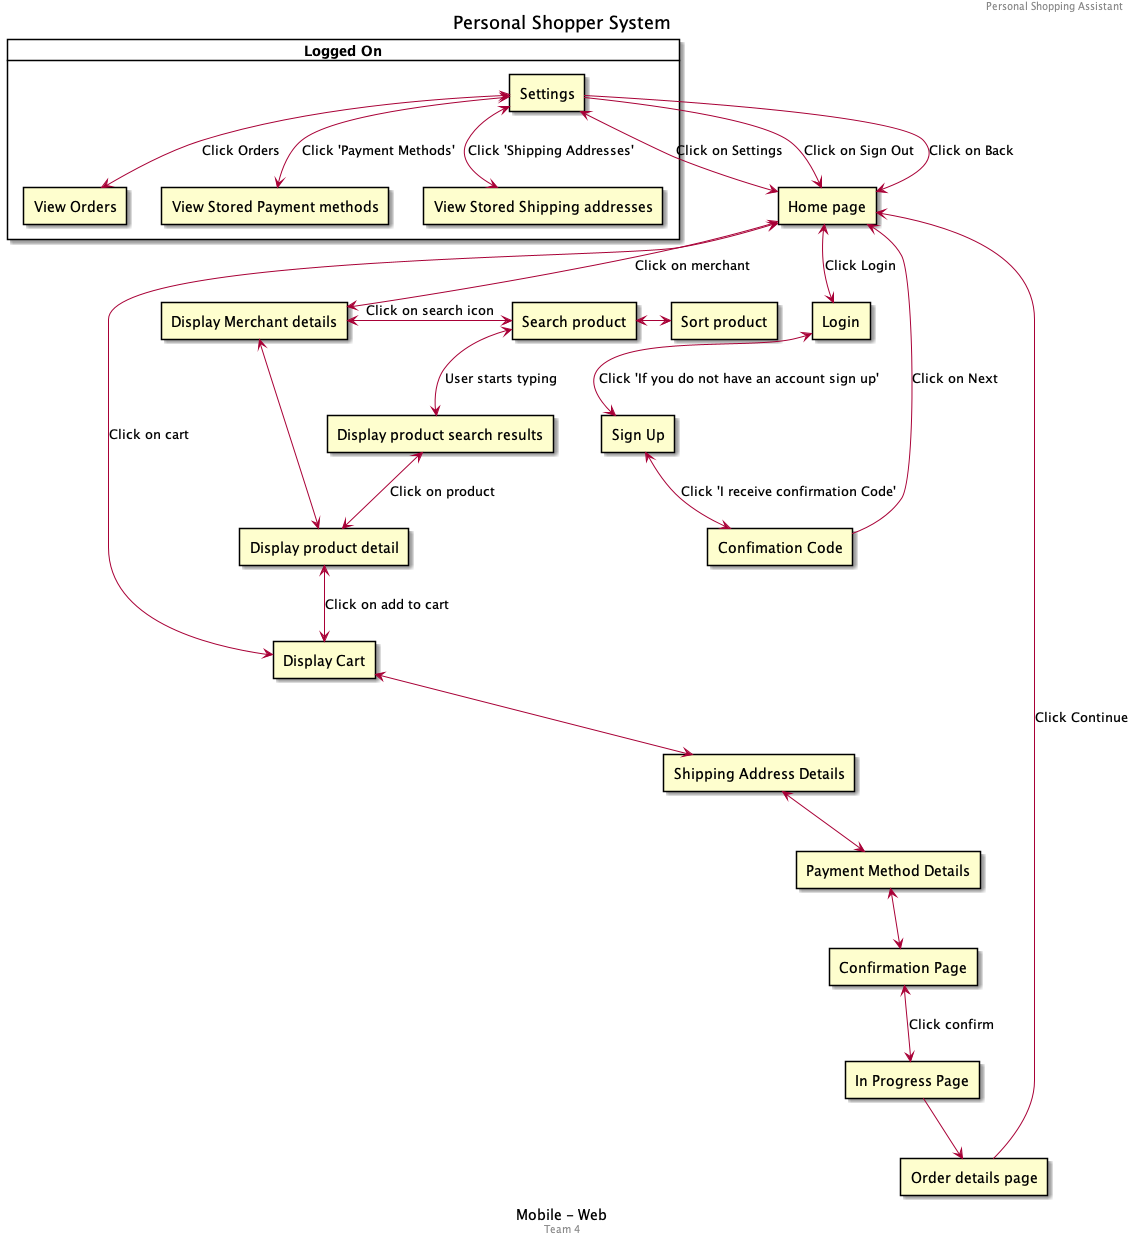 Personal Shopping Assistant
Personal Shopper System
Logged On
Settings
Click Orders
Click 'Payment Methods'
Click 'Shipping Addresses'
Click on Settings
Click on Sign Out
Click on Back
View Orders
View Stored Payment methods
View Stored Shipping addresses
Home page
Click on merchant
Click Login
Display Merchant details
Click on search icon
Search product
Sort product
Login
User starts typing
Click 'If you do not have an account sign up'
Click on Next
Click on cart
Display product search results
Sign Up
Click on product
Click 'I receive confirmation Code'
Display product detail
Confimation Code
Click on add to cart
Display Cart
Click Continue
Shipping Address Details
Payment Method Details
Confirmation Page
Click confirm
In Progress Page
Order details page
Mobile - Web
Team 4